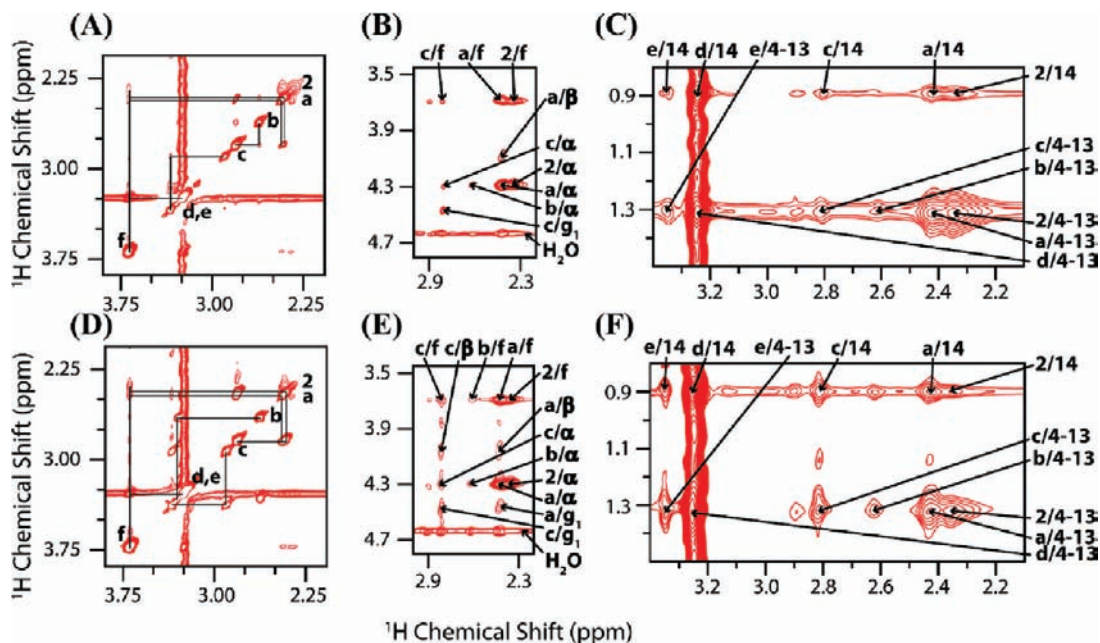 (A)
¹H Chemical Shift (ppm)
2.25
3.00
3.75
3.75 3.00 2.25
2
a
b
c
d,e
f
(B)
c/f a/f 2/f
3.5
3.9
4.3
4.7
2.9 2.3
a/β
c/α
2/α
a/α
b/α
c/g₁
H₂O
(C)
e/14 d/14 e/4-13 c/14 a/14
2/14
0.9
1.1
1.3
3.2 3.0 2.8 2.6 2.4 2.2
c/4-13
b/4-13
2/4-13
a/4-13
d/4-13
(D)
¹H Chemical Shift (ppm)
2.25
3.00
3.75
3.75 3.00 2.25
2
a
b
c
d,e
f
(E)
c/f c/β b/f a/f
2/f
3.5
3.9
4.3
4.7
2.9 2.3
a/β
c/α
b/α
2/α
a/α
a/g₁
c/g₁
H₂O
(F)
e/14 d/14 e/4-13 c/14 a/14
2/14
0.9
1.1
1.3
3.2 3.0 2.8 2.6 2.4 2.2
c/4-13
b/4-13
2/4-13
a/4-13
d/4-13
¹H Chemical Shift (ppm)